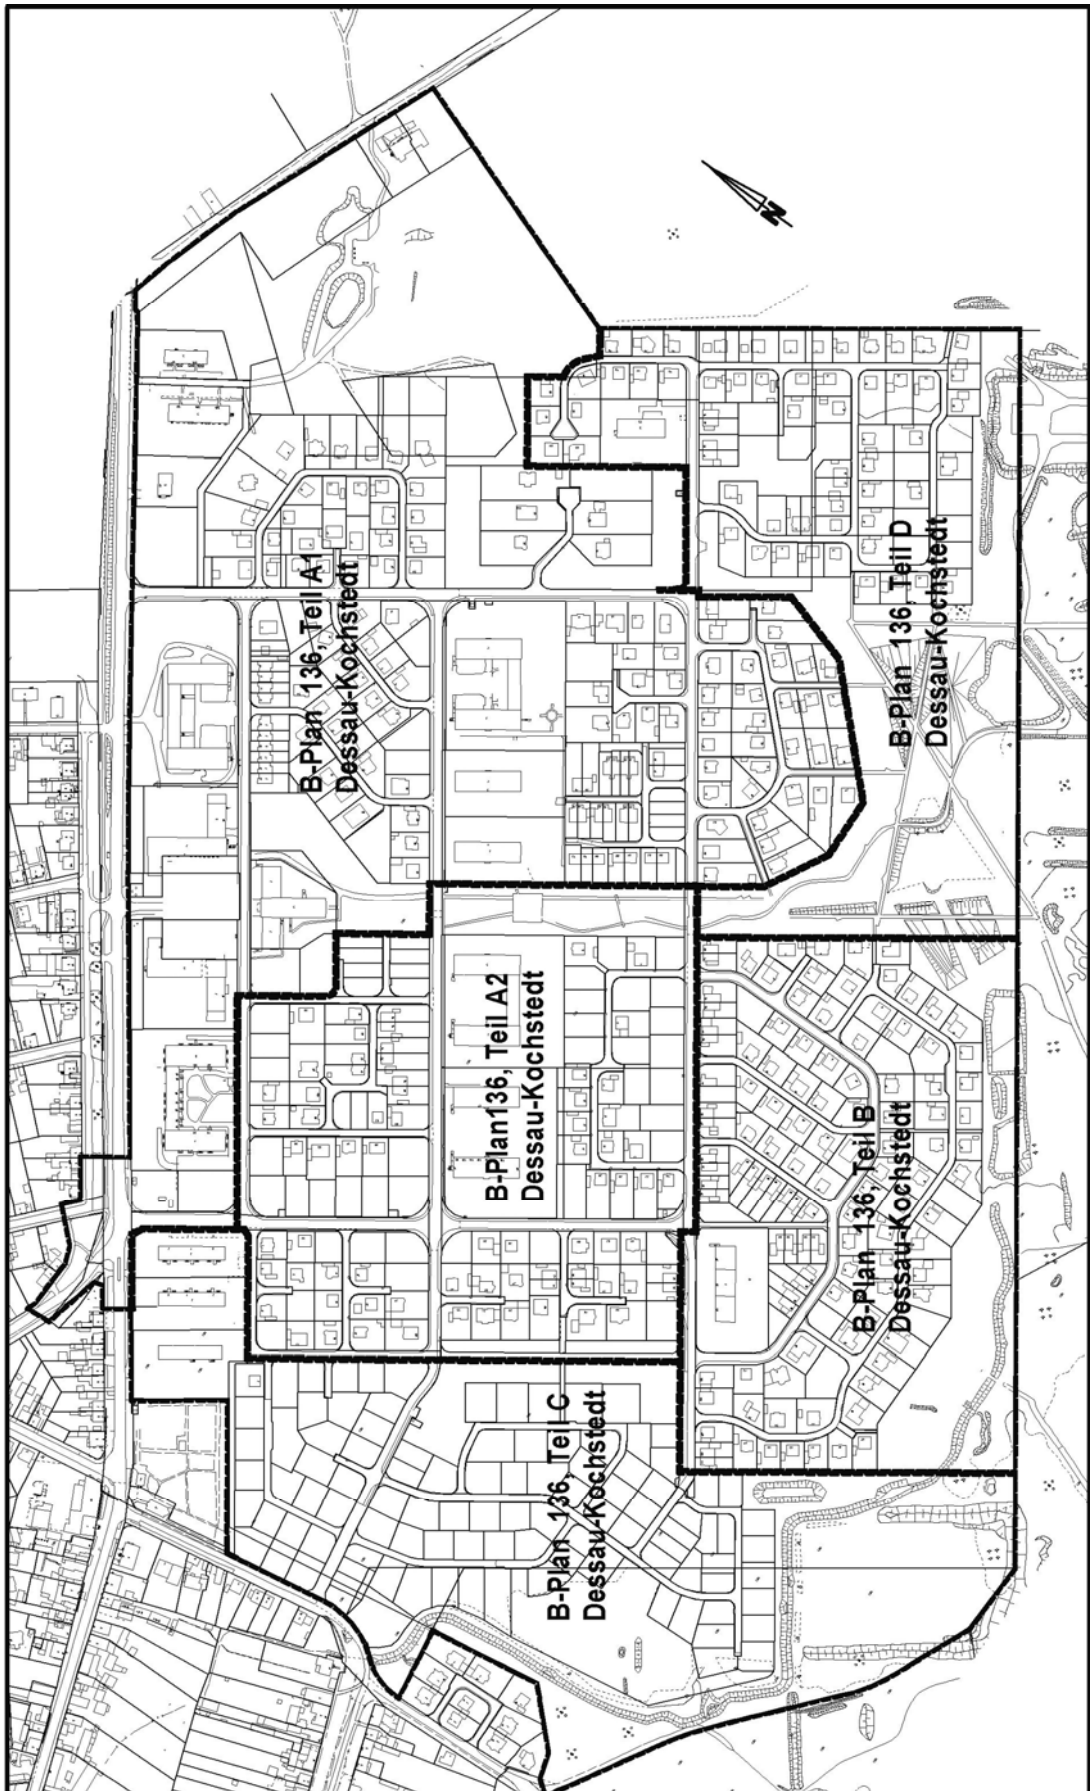 B-Plan 136, Teil A1
Dessau-Kochstedt
B-Plan136, Teil A2
Dessau-Kochstedt
B-Plan 136, Teil B
Dessau-Kochstedt
B-Plan 136, Teil C
Dessau-Kochstedt
B-Plan 136, Teil D
Dessau-Kochstedt
N